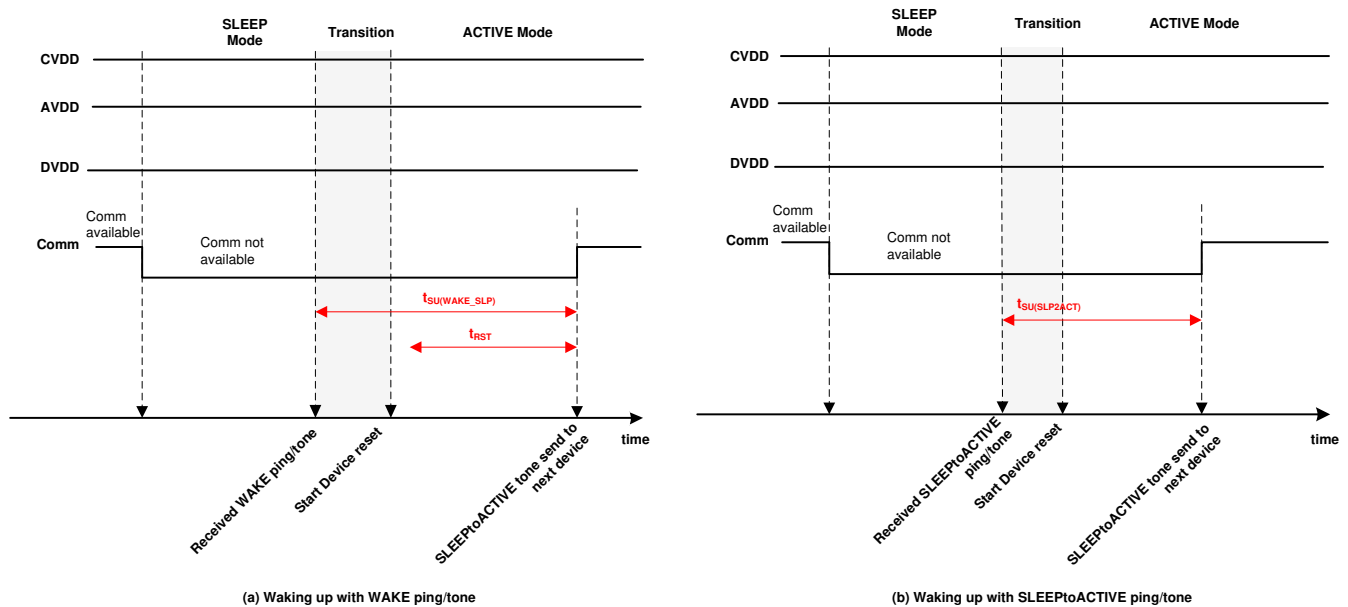 SLEEP
Mode
Transition
ACTIVE Mode
CVDD
AVDD
DVDD
Comm
available
Comm
Comm not
available
tSU(WAKE_SLP)
tRST
time
Received WAKE ping/tone
Start Device reset
SLEEPtoACTIVE tone send to
next device
(a) Waking up with WAKE ping/tone
SLEEP
Mode
Transition
ACTIVE Mode
CVDD
AVDD
DVDD
Comm
available
Comm
Comm not
available
tSU(SLP2ACT)
time
Received SLEEPtoACTIVE
ping/tone
Start Device reset
SLEEPtoACTIVE tone send to
next device
(b) Waking up with SLEEPtoACTIVE ping/tone